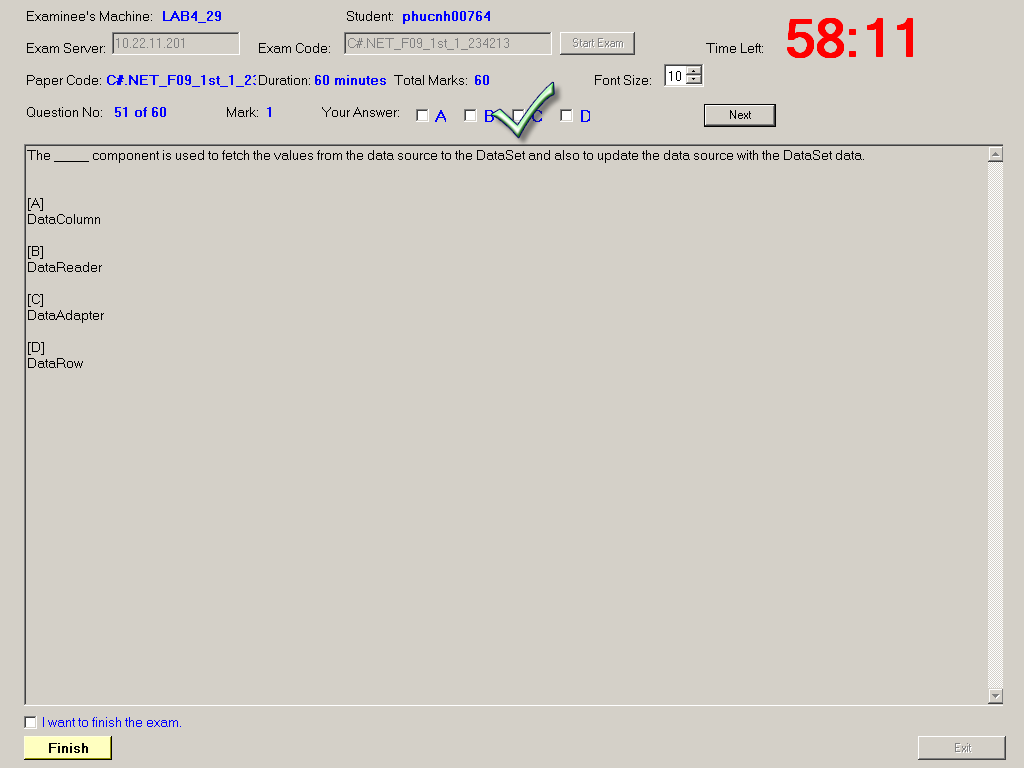 Examinee's Machine: LAB4_29 Student: phucnh00764
Exam Server: 10.22.11.201 Exam Code: C#.NET_F09_1st_1_234213 Start Exam Time Left: 58:11
Paper Code: C#.NET_F09_1st_1_23 Duration: 60 minutes Total Marks: 60 Font Size: 10
Question No: 51 of 60 Mark: 1 Your Answer: A B C D Next
The _____ component is used to fetch the values from the data source to the DataSet and also to update the data source with the DataSet data.
[A]
DataColumn
[B]
DataReader
[C]
DataAdapter
[D]
DataRow
I want to finish the exam.
Finish Exit